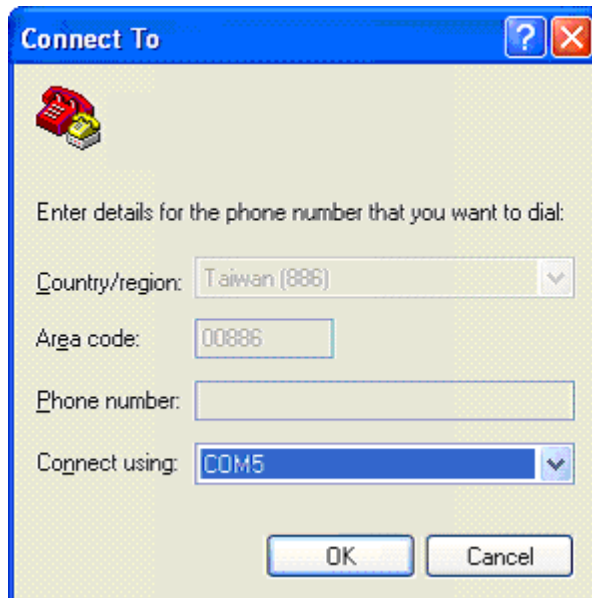 Connect To
Enter details for the phone number that you want to dial:
Country/region: Taiwan (886)
Area code: 00886
Phone number:
Connect using: COM5
OK Cancel